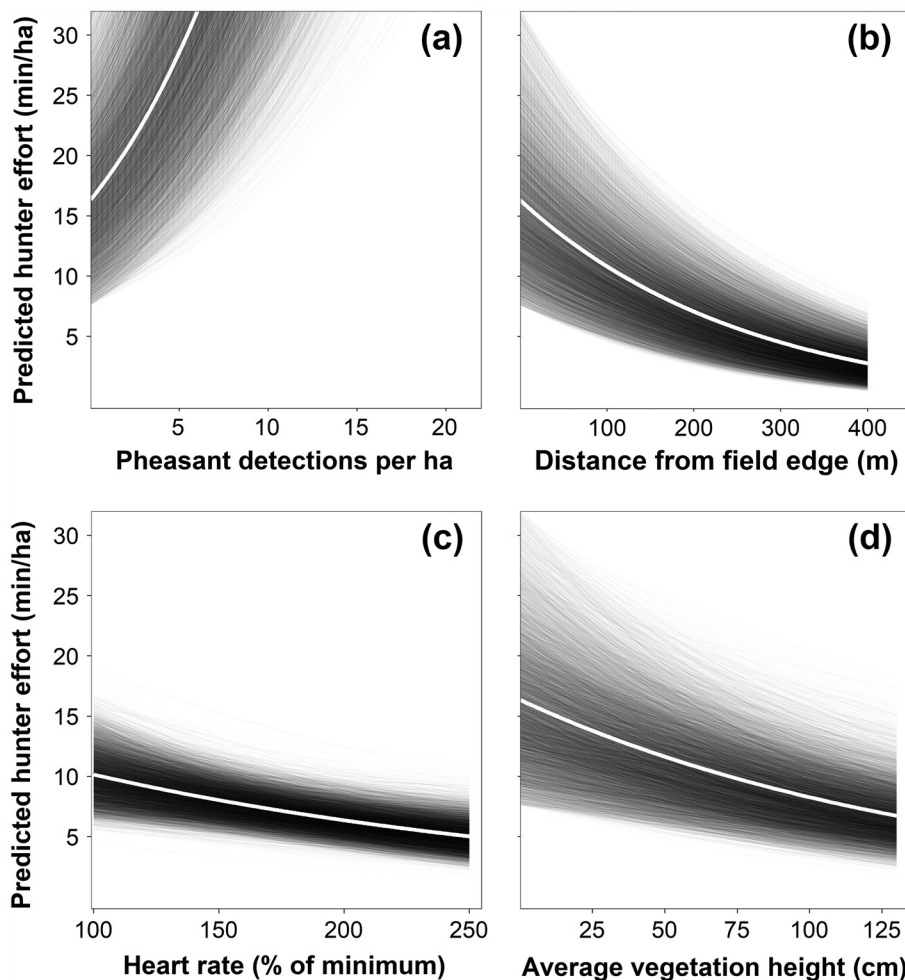 (a)
(b)
Predicted hunter effort (min/ha)
30
25
20
15
10
5
5 10 15 20
100 200 300 400
Pheasant detections per ha
Distance from field edge (m)
(c)
(d)
Predicted hunter effort (min/ha)
30
25
20
15
10
5
100 150 200 250
25 50 75 100 125
Heart rate (% of minimum)
Average vegetation height (cm)